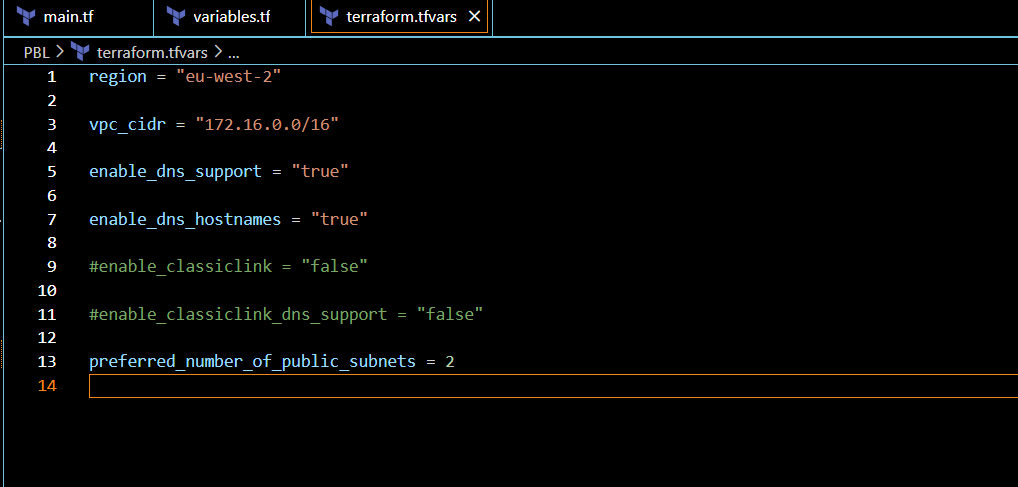 main.tf
variables.tf
terraform.tfvars
PBL > terraform.tfvars > ...
1 region = "eu-west-2"
2
3 vpc_cidr = "172.16.0.0/16"
4
5 enable_dns_support = "true"
6
7 enable_dns_hostnames = "true"
8
9 #enable_classiclink = "false"
10
11 #enable_classiclink_dns_support = "false"
12
13 preferred_number_of_public_subnets = 2
14